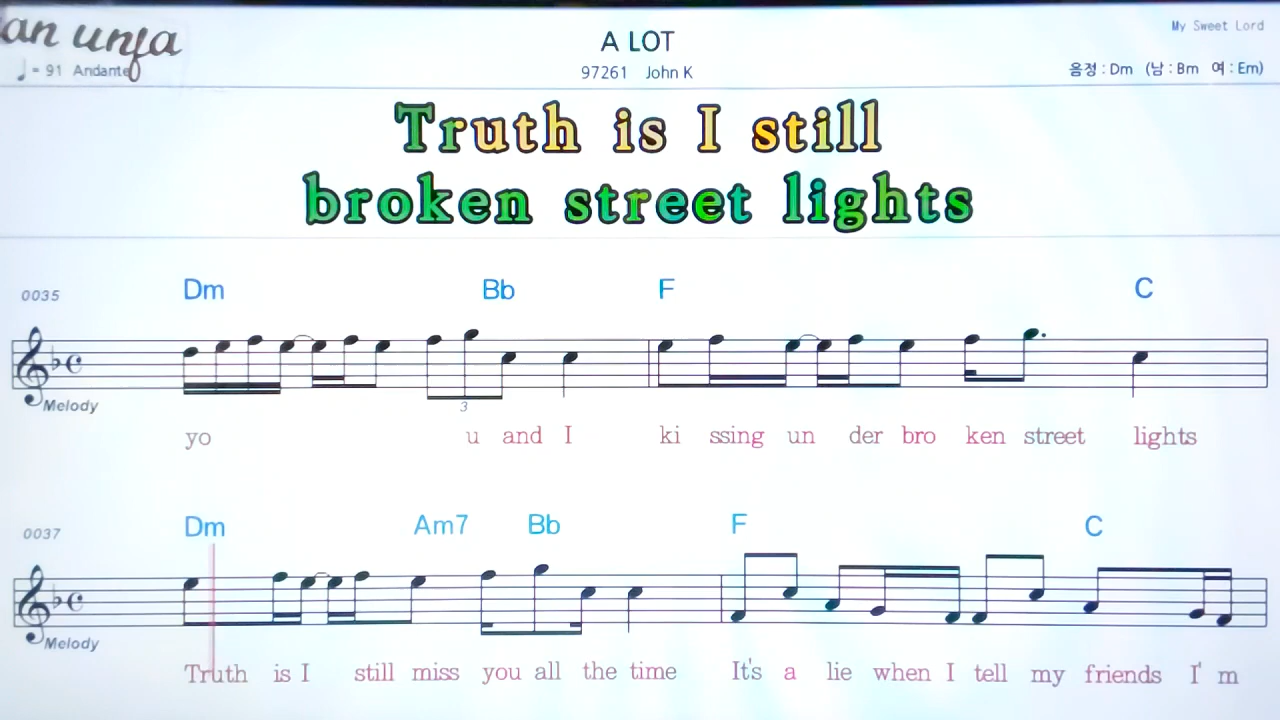 an unfa
♩= 91 Andante
A LOT
97261 John K
My Sweet Lord
음정 : Dm (남 : Bm 여 : Em)
Truth is I still
broken street lights
0035 Dm Bb F C
3
Melody
yo u and I ki ssing un der bro ken street lights
0037 Dm Am7 Bb F C
Melody
Truth is I still miss you all the time It's a lie when I tell my friends I' m